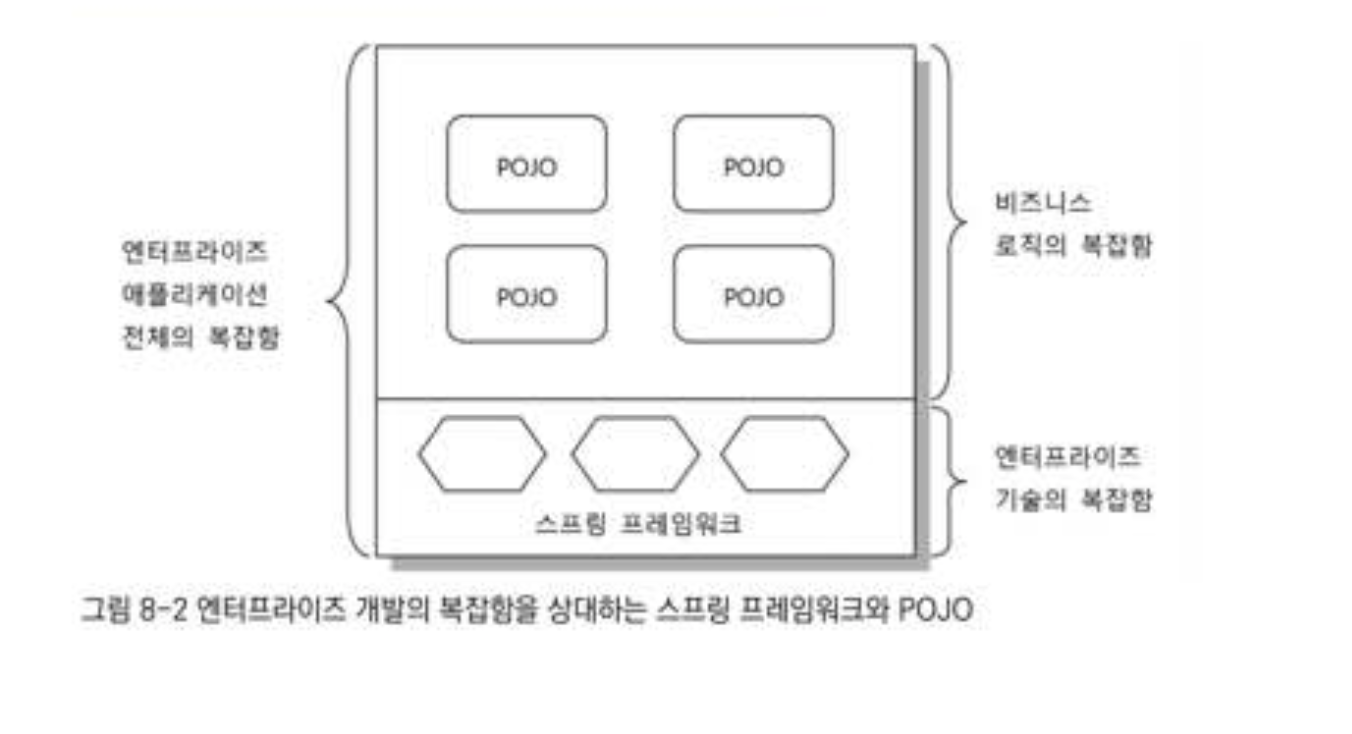 POJO
POJO
POJO
POJO
엔터프라이즈
애플리케이션
전체의 복잡함
비즈니스
로직의 복잡함
엔터프라이즈
기술의 복잡함
스프링 프레임워크
그림 8-2 엔터프라이즈 개발의 복잡함을 상대하는 스프링 프레임워크와 POJO